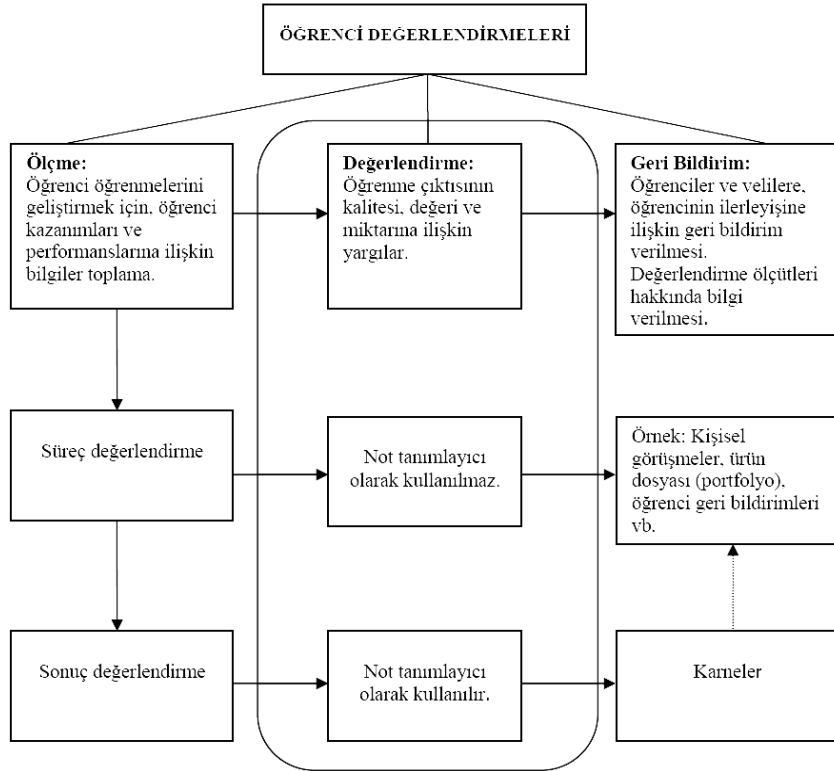 ÖĞRENCİ DEĞERLENDİRMELERİ
Ölçme:
Öğrenci öğrenmelerini
geliştirmek için, öğrenci
kazanımları ve
performanslarına ilişkin
bilgiler toplama.
Değerlendirme:
Öğrenme çıktısının
kalitesi, değeri ve
miktarına ilişkin
yargılar.
Geri Bildirim:
Öğrenciler ve velilere,
öğrencinin ilerleyişine
ilişkin geri bildirim
verilmesi.
Değerlendirme ölçütleri
hakkında bilgi
verilmesi.
Süreç değerlendirme
Not tanımlayıcı
olarak kullanılmaz.
Örnek: Kişisel
görüşmeler, ürün
dosyası (portfolyo),
öğrenci geri bildirimleri
vb.
Sonuç değerlendirme
Not tanımlayıcı
olarak kullanılır.
Karneler